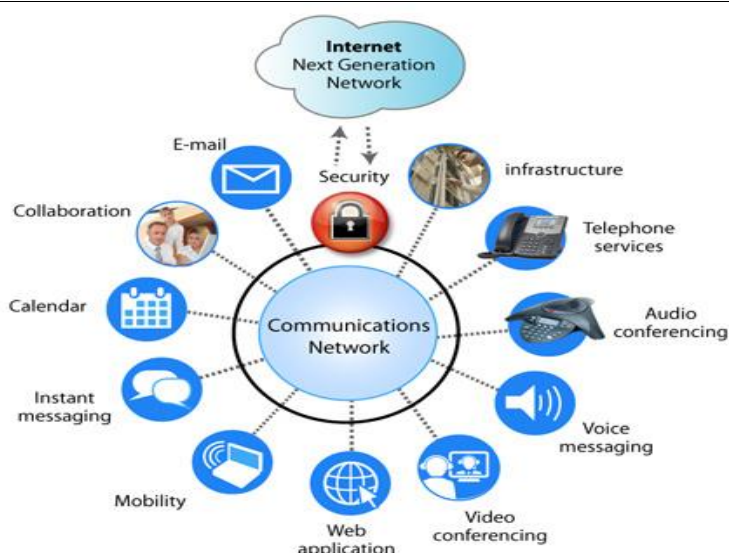 Internet
Next Generation
Network
E-mail
Security
infrastructure
Collaboration
Telephone
services
Calendar
Audio
conferencing
Communications
Network
Instant
messaging
Voice
messaging
Mobility
Web
application
Video
conferencing